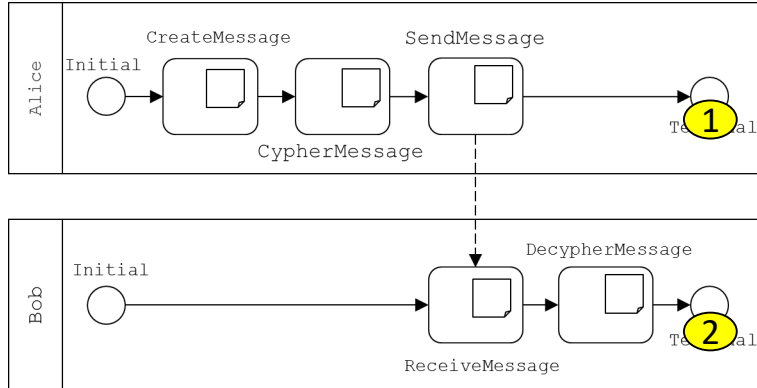 CreateMessage
SendMessage
Initial
Alice
1
CypherMessage
DecypherMessage
Initial
Bob
2
ReceiveMessage